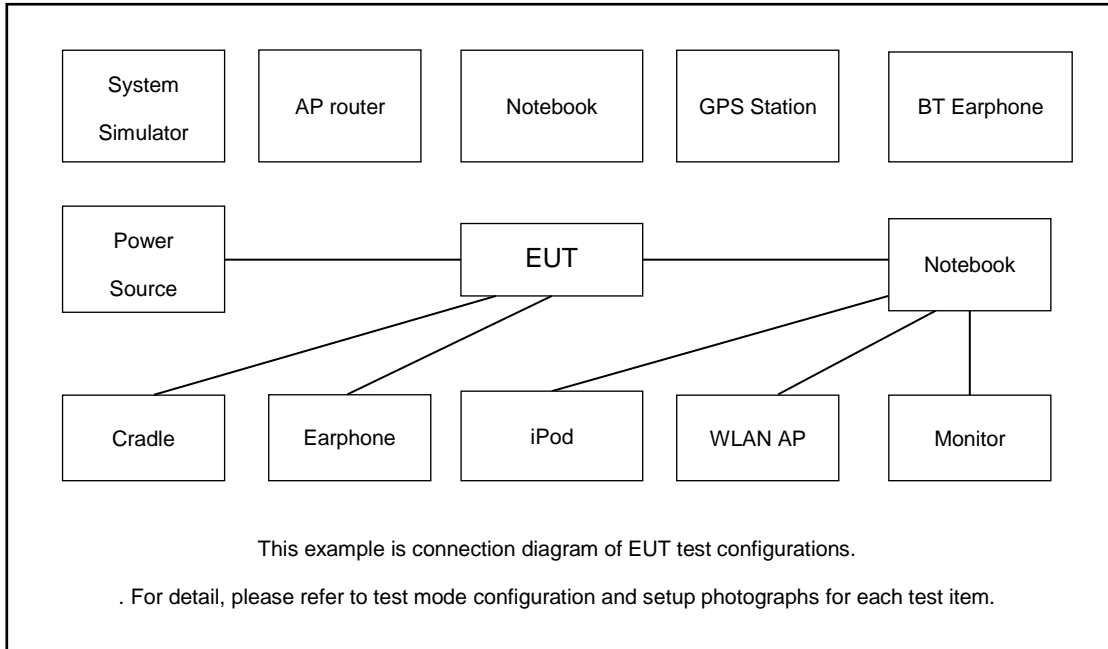 System
Simulator
AP router
Notebook
GPS Station
BT Earphone
Power
Source
EUT
Notebook
Cradle
Earphone
iPod
WLAN AP
Monitor
This example is connection diagram of EUT test configurations.
. For detail, please refer to test mode configuration and setup photographs for each test item.